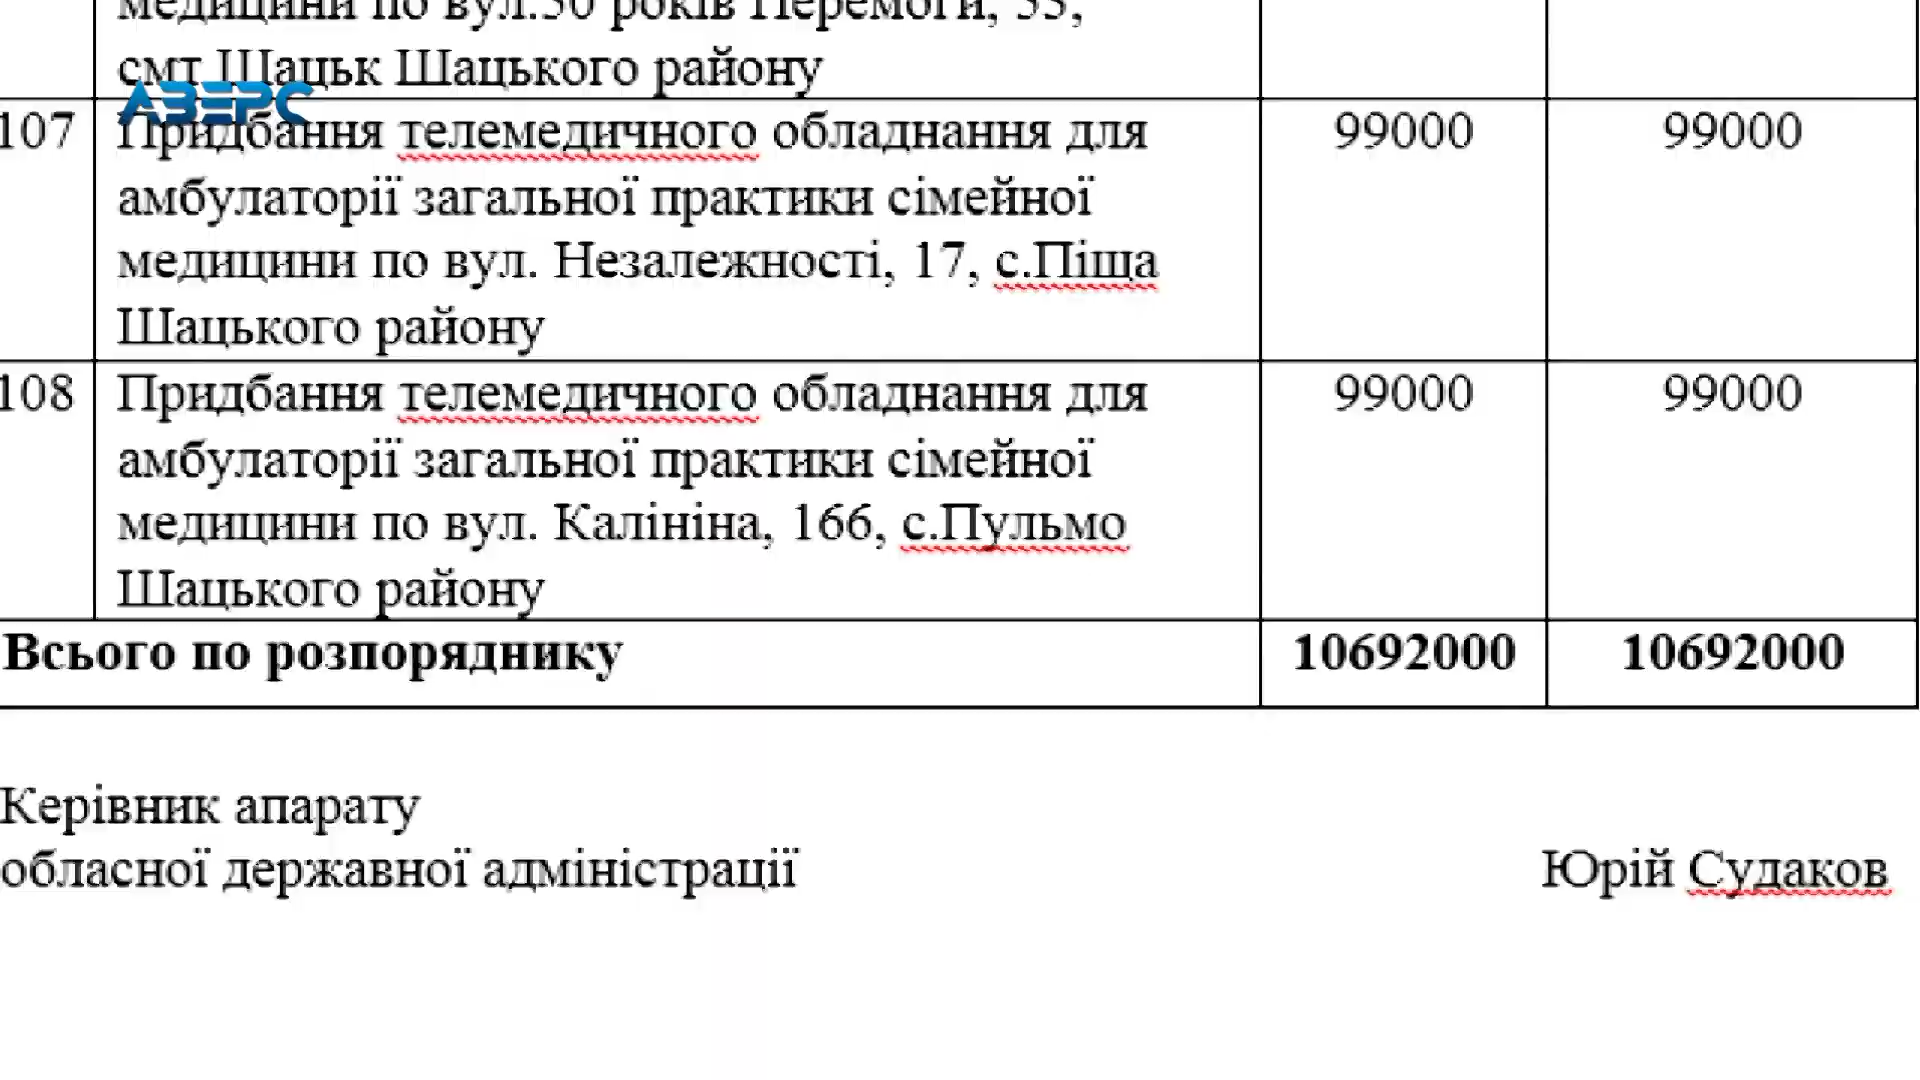 медицини по вул.50 років Перемоги, 53,
смт Шацьк Шацького району
АВЕРС
107 Придбання телемедичного обладнання для 99000 99000
амбулаторії загальної практики сімейної
медицини по вул. Незалежності, 17, с.Піща
Шацького району
108 Придбання телемедичного обладнання для 99000 99000
амбулаторії загальної практики сімейної
медицини по вул. Калініна, 166, с.Пульмо
Шацького району
Всього по розпоряднику 10692000 10692000
Керівник апарату
обласної державної адміністрації Юрій Судаков